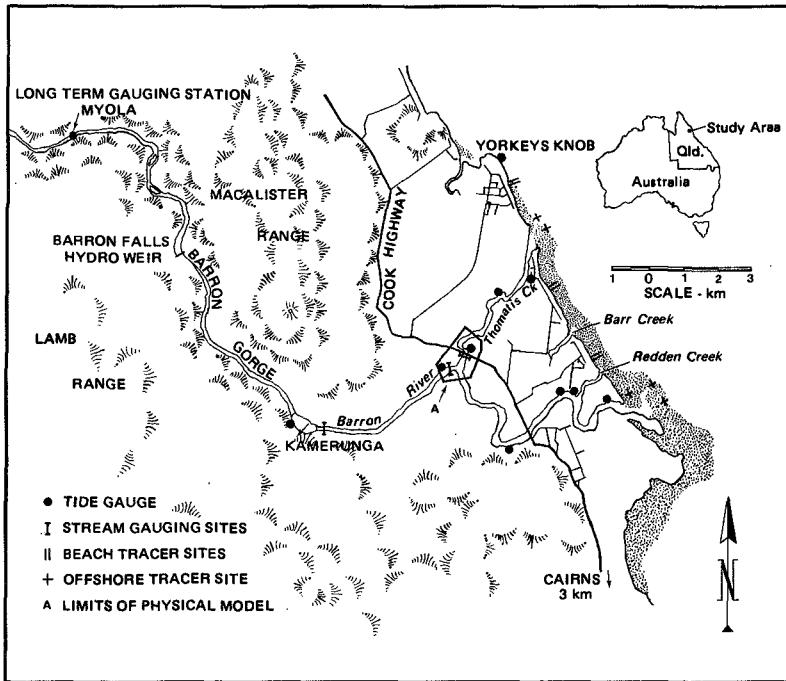 LONG TERM GAUGING STATION
MYOLA
YORKEYS KNOB
Study Area
Qld.
Australia
MACALISTER
RANGE
COOK HIGHWAY
BARRON FALLS
HYDRO WEIR
BARRON
GORGE
1 0 1 2 3
SCALE - km
Thomatis Ck
Barr Creek
Redden Creek
LAMB
RANGE
River
Barron
A
KAMERUNGA
TIDE GAUGE
STREAM GAUGING SITES
BEACH TRACER SITES
OFFSHORE TRACER SITE
A LIMITS OF PHYSICAL MODEL
CAIRNS
3 km
N